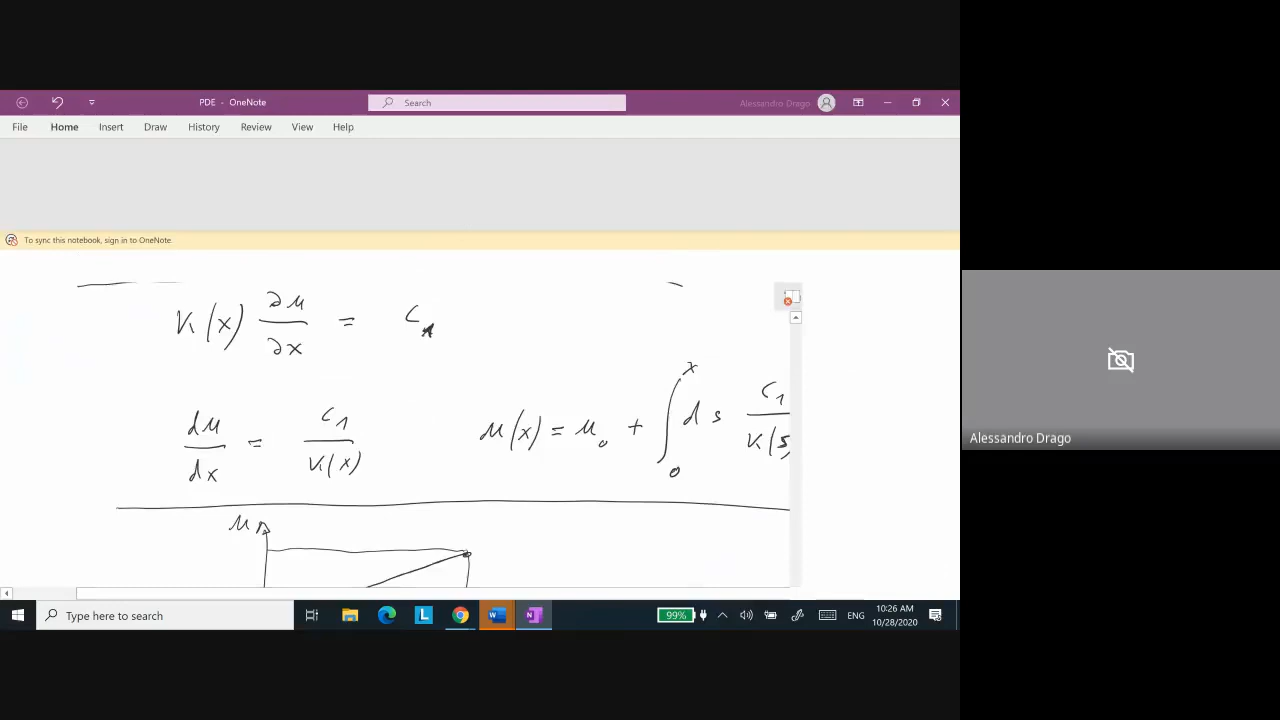 PDE - OneNote
Search
Alessandro Drago
File Home Insert Draw History Review View Help
To sync this notebook, sign in to OneNote.
K(x) ∂u/∂x = C₁
du/dx = C₁/K(x)
u(x) = u₀ + ∫₀ˣ ds C₁/K(s)
u
Alessandro Drago
Type here to search
99%
ENG
10:26 AM
10/28/2020